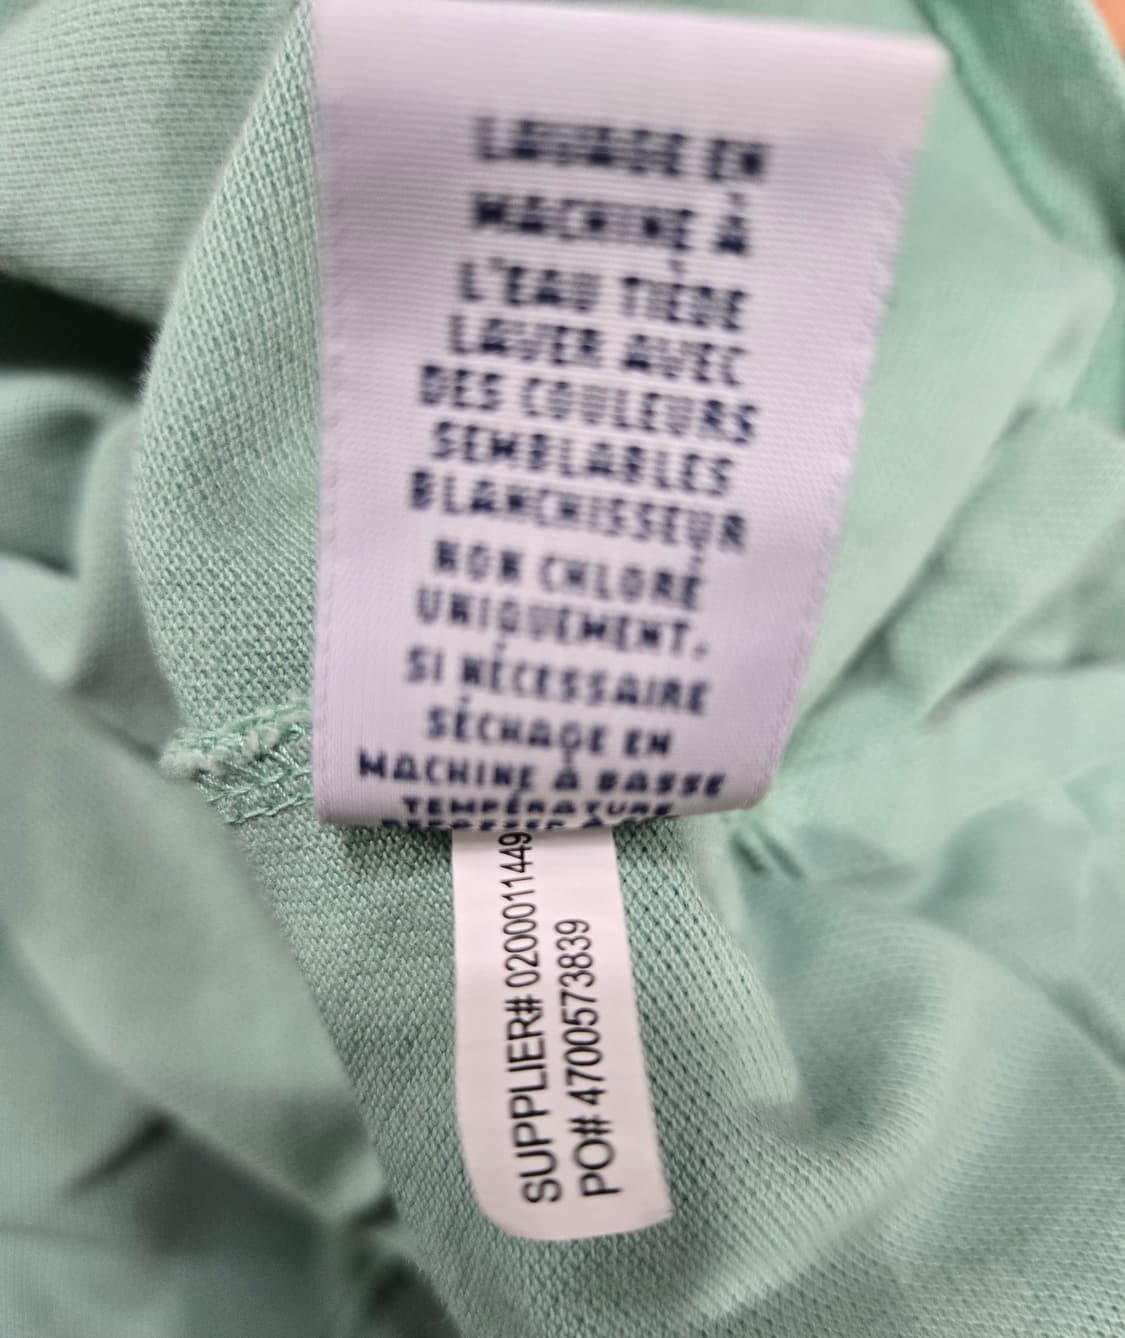 LAVAGE EN
MACHINE À
L'EAU TIÈDE
LAVER AVEC
DES COULEURS
SEMBLABLES
BLANCHISSEUR
NON CHLORÉ
UNIQUEMENT.
SI NÉCESSAIRE
SÉCHAGE EN
MACHINE À BASSE
TEMPÉRATURE
SUPPLIER# 0200011449
PO# 4700573839